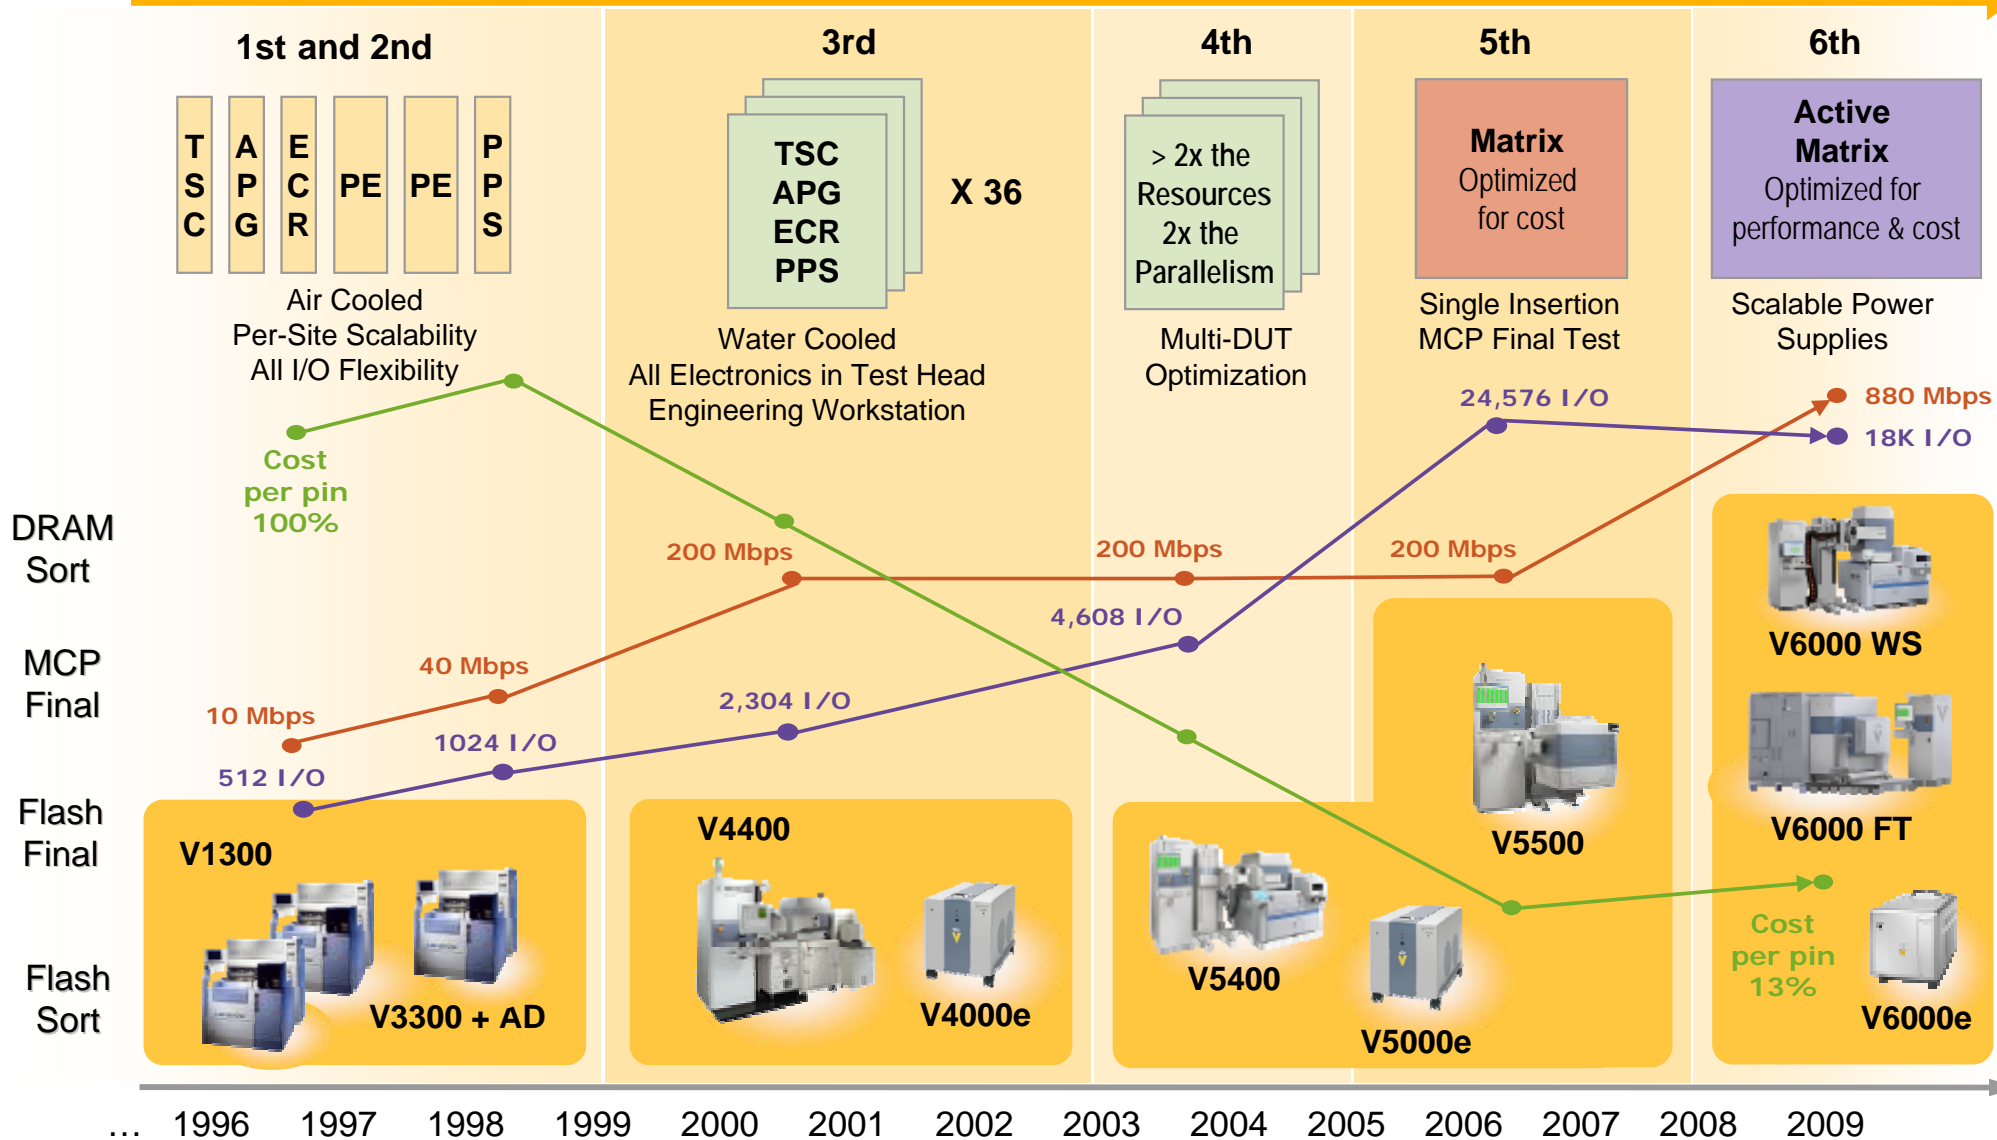 1st and 2nd
3rd
4th
5th
6th
T
S
C
A
P
G
E
C
R
PE
PE
P
P
S
Air Cooled
Per-Site Scalability
All I/O Flexibility
TSC
APG
ECR
PPS
X 36
Water Cooled
All Electronics in Test Head
Engineering Workstation
> 2x the
Resources
2x the
Parallelism
Multi-DUT
Optimization
Matrix
Optimized
for cost
Single Insertion
MCP Final Test
Active
Matrix
Optimized for
performance & cost
Scalable Power
Supplies
Cost
per pin
100%
10 Mbps
40 Mbps
200 Mbps
200 Mbps
200 Mbps
880 Mbps
512 I/O
1024 I/O
2,304 I/O
4,608 I/O
24,576 I/O
18K I/O
Cost
per pin
13%
DRAM
Sort
MCP
Final
Flash
Final
Flash
Sort
V1300
V3300 + AD
V4400
V4000e
V5400
V5000e
V5500
V6000 WS
V6000 FT
V6000e
... 1996 1997 1998 1999 2000 2001 2002 2003 2004 2005 2006 2007 2008 2009